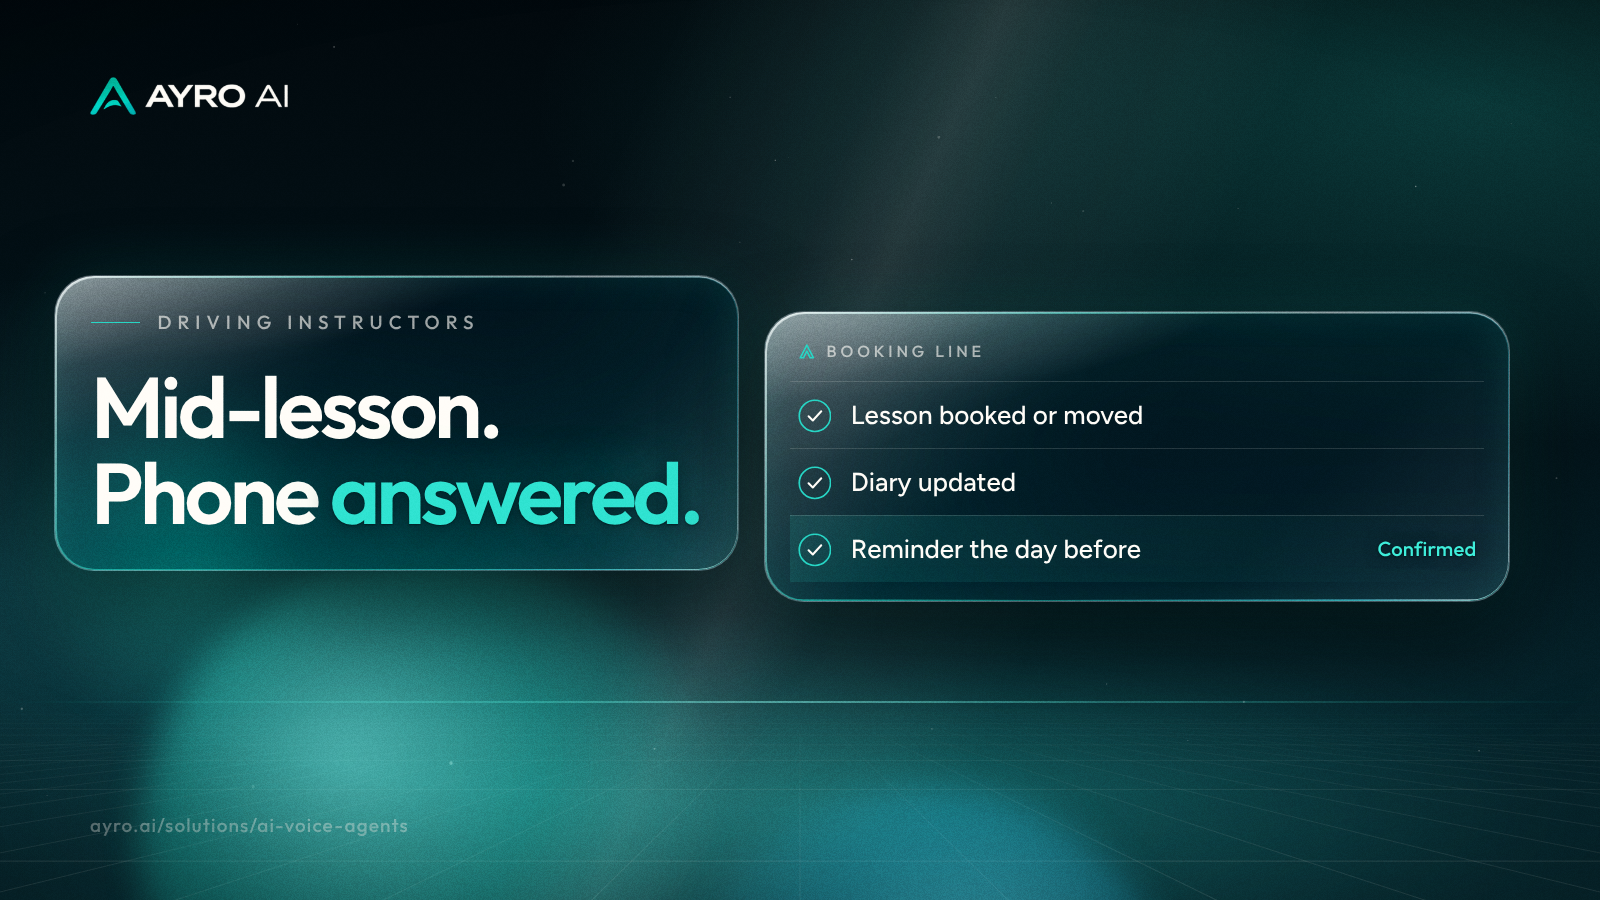 AYRO AI
DRIVING INSTRUCTORS
Mid-lesson.
Phone answered.
BOOKING LINE
Lesson booked or moved
Diary updated
Reminder the day before
Confirmed
ayro.ai/solutions/ai-voice-agents